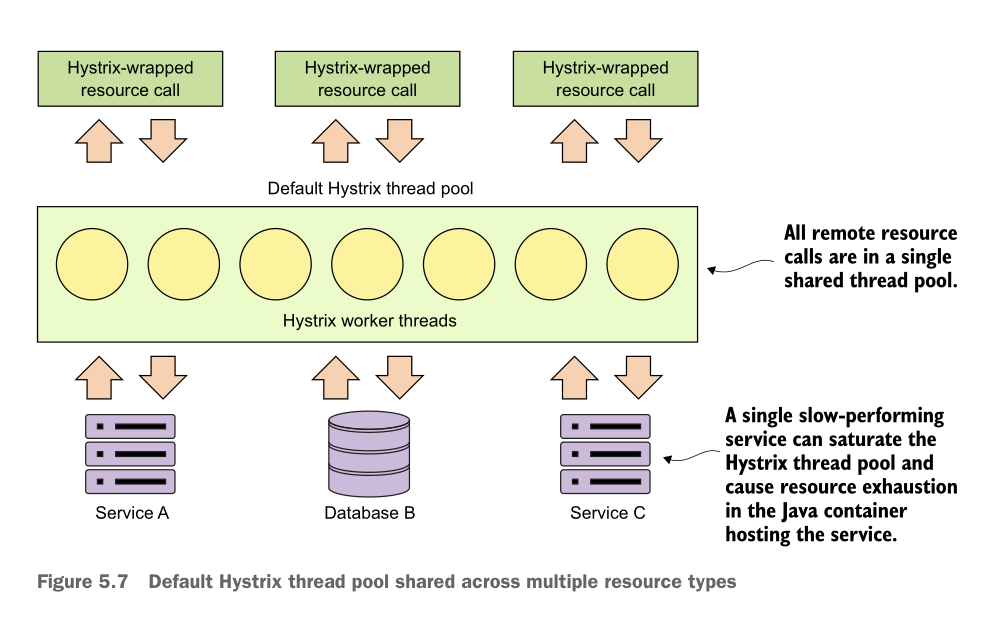 Hystrix-wrapped
resource call
Hystrix-wrapped
resource call
Hystrix-wrapped
resource call
Default Hystrix thread pool
Hystrix worker threads
All remote resource
calls are in a single
shared thread pool.
Service A
Database B
Service C
A single slow-performing
service can saturate the
Hystrix thread pool and
cause resource exhaustion
in the Java container
hosting the service.
Figure 5.7 Default Hystrix thread pool shared across multiple resource types